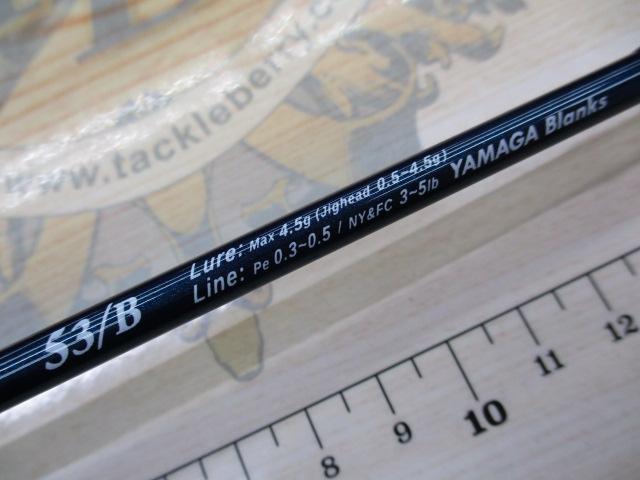 www.tackleberry.co
Lure: Max 4.5g (Jighead 0.5~4.5g)
Line: Pe 0.3~0.5 / NY&FC 3~5lb
YAMAGA Blanks
53/B
8 9 10 11 12